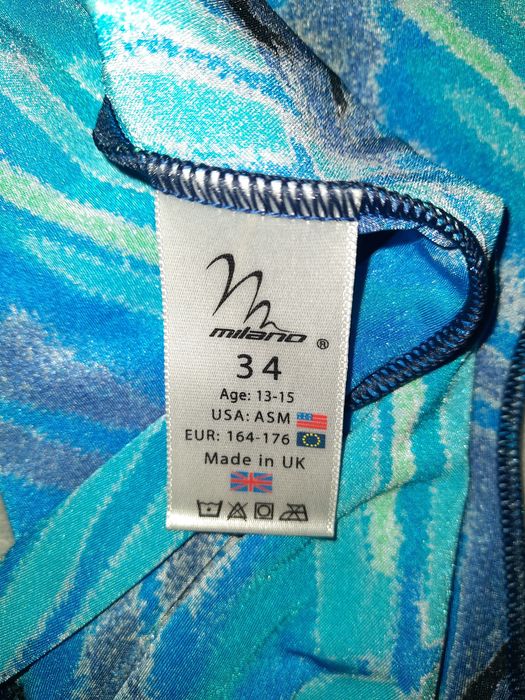 milano ®
34
Age: 13-15
USA: ASM
EUR: 164-176
Made in UK